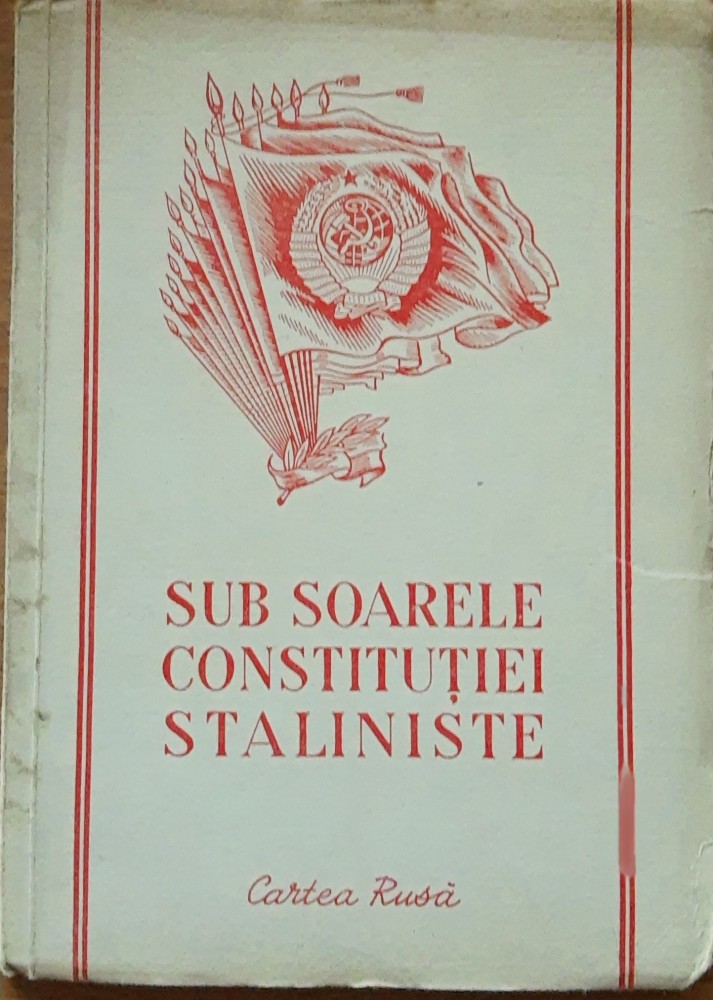 SUB SOARELE
CONSTITUȚIEI
STALINISTE
Cartea Rusă